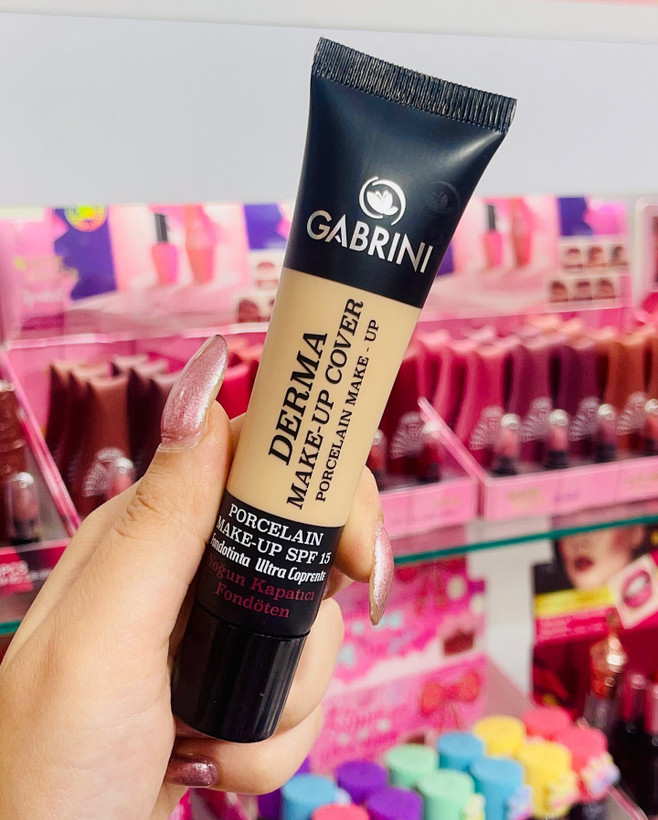 GABRINI
DERMA
MAKE-UP COVER
PORCELAIN MAKE - UP
PORCELAIN
MAKE-UP SPF 15
Fondotinta Ultra Coprente
Yoğun Kapatıcı
Fondöten